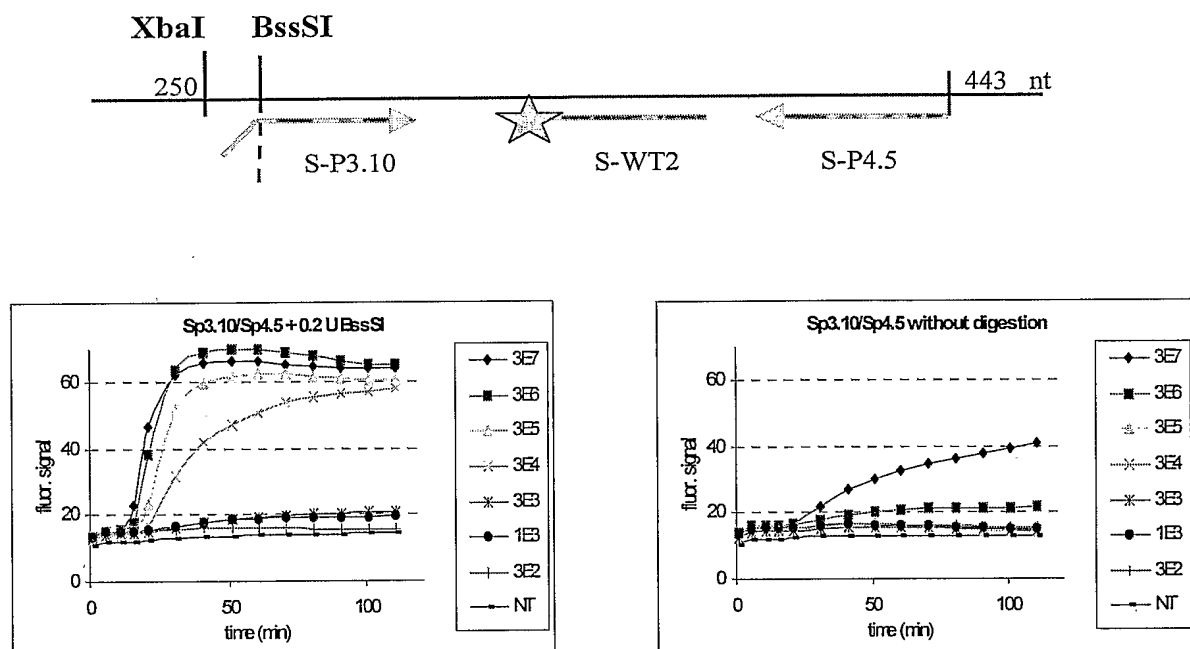 XbaI BssSI
250 443 nt
S-P3.10 S-WT2 S-P4.5
Sp3.10/Sp4.5 + 0.2 U BssSI
fluor. signal
60
40
20
0
0 50 100
time (min)
3E7
3E6
3E5
3E4
3E3
1E3
3E2
NT
Sp3.10/Sp4.5 without digestion
fluor. signal
60
40
20
0
0 50 100
time (min)
3E7
3E6
3E5
3E4
3E3
1E3
3E2
NT